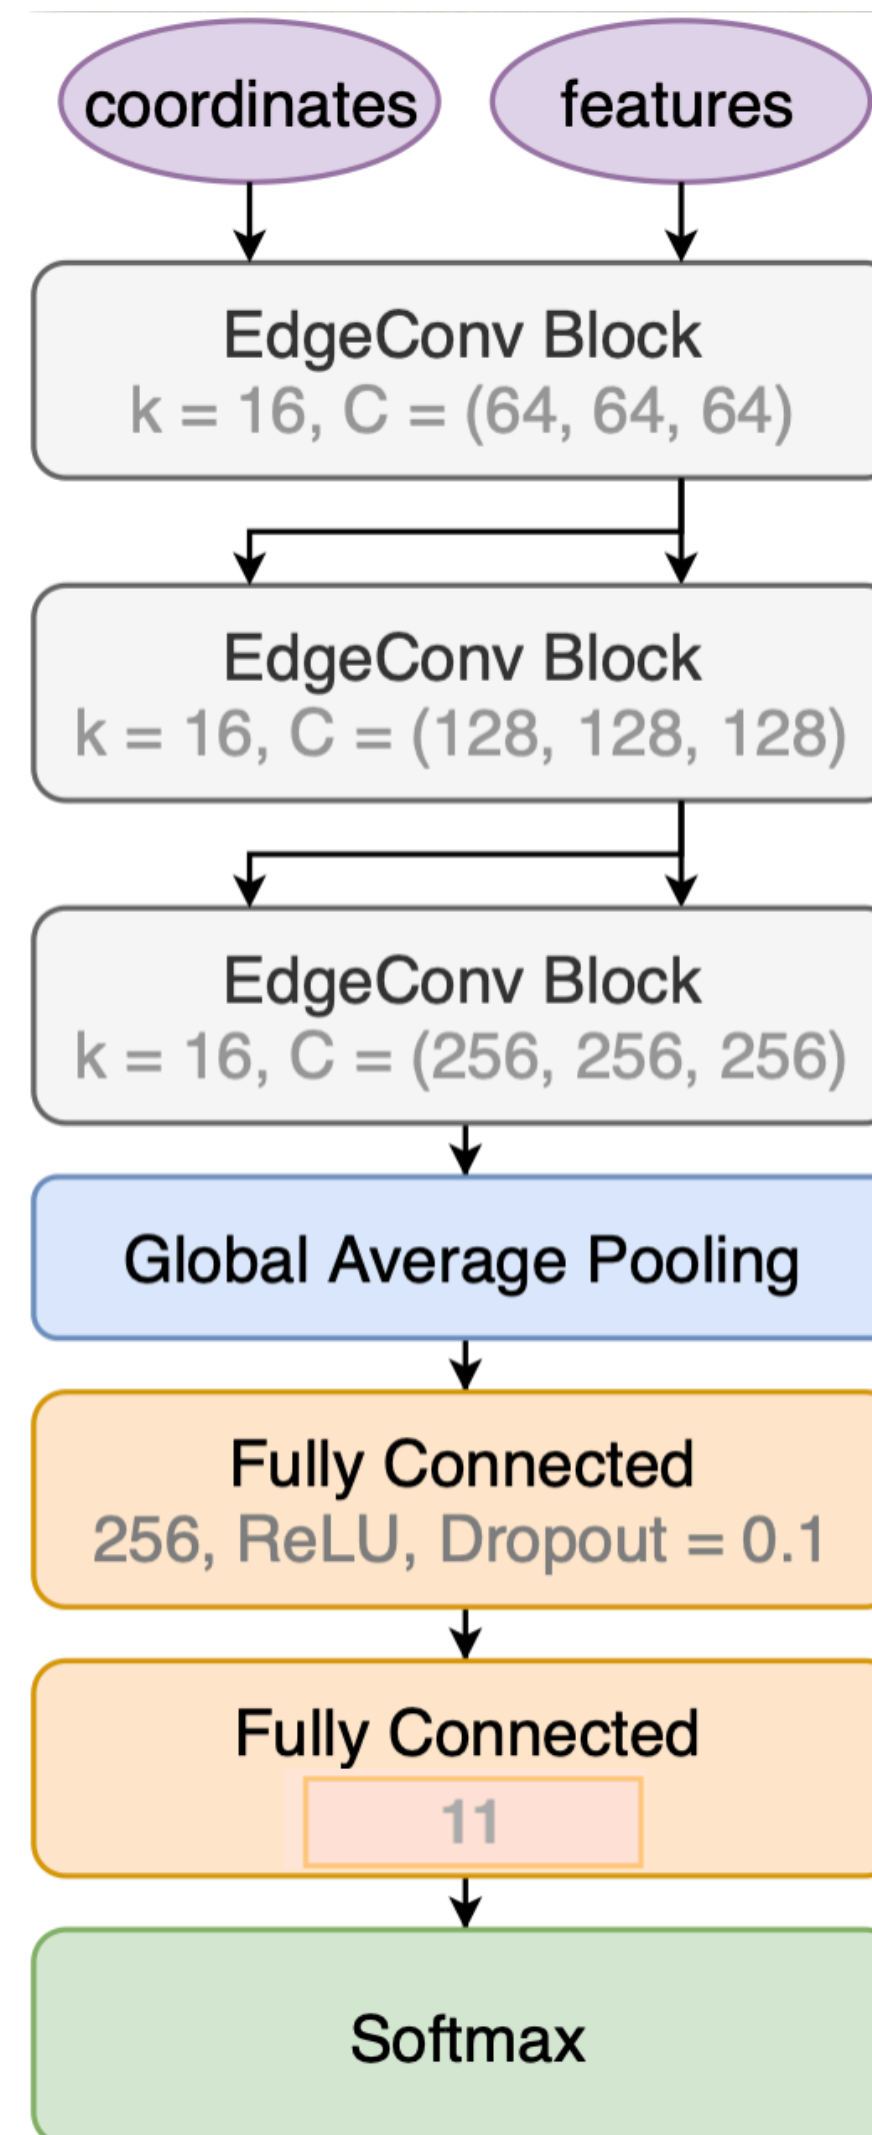 coordinates
features
EdgeConv Block
k = 16, C = (64, 64, 64)
EdgeConv Block
k = 16, C = (128, 128, 128)
EdgeConv Block
k = 16, C = (256, 256, 256)
Global Average Pooling
Fully Connected
256, ReLU, Dropout = 0.1
Fully Connected
11
Softmax